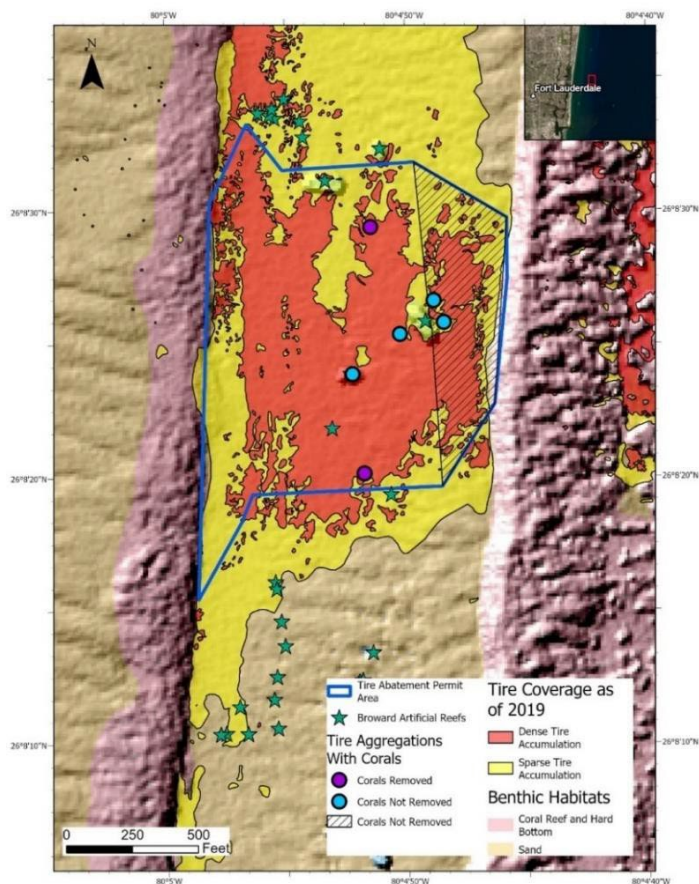 80°5'W
80°4'50"W
80°4'40"W
N
Fort Lauderdale
26°8'30"N
26°8'30"N
26°8'20"N
26°8'20"N
26°8'10"N
26°8'10"N
Tire Abatement Permit
Area
Broward Artificial Reefs
Tire Aggregations
With Corals
Corals Removed
Corals Not Removed
Corals Not Removed
Tire Coverage as
of 2019
Dense Tire
Accumulation
Sparse Tire
Accumulation
Benthic Habitats
Coral Reef and Hard
Bottom
Sand
0 250 500
Feet
80°5'W
80°4'50"W
80°4'40"W